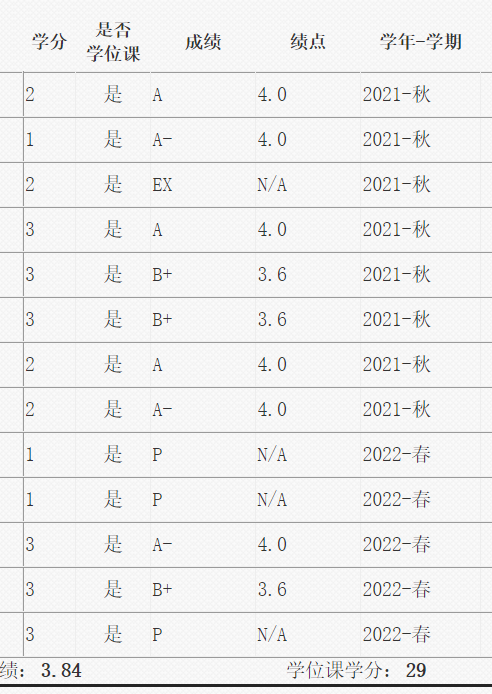 学分 是否学位课 成绩 绩点 学年-学期
2 是 A 4.0 2021-秋
1 是 A- 4.0 2021-秋
2 是 EX N/A 2021-秋
3 是 A 4.0 2021-秋
3 是 B+ 3.6 2021-秋
3 是 B+ 3.6 2021-秋
2 是 A 4.0 2021-秋
2 是 A- 4.0 2021-秋
1 是 P N/A 2022-春
1 是 P N/A 2022-春
3 是 A- 4.0 2022-春
3 是 B+ 3.6 2022-春
3 是 P N/A 2022-春
绩: 3.84 学位课学分: 29